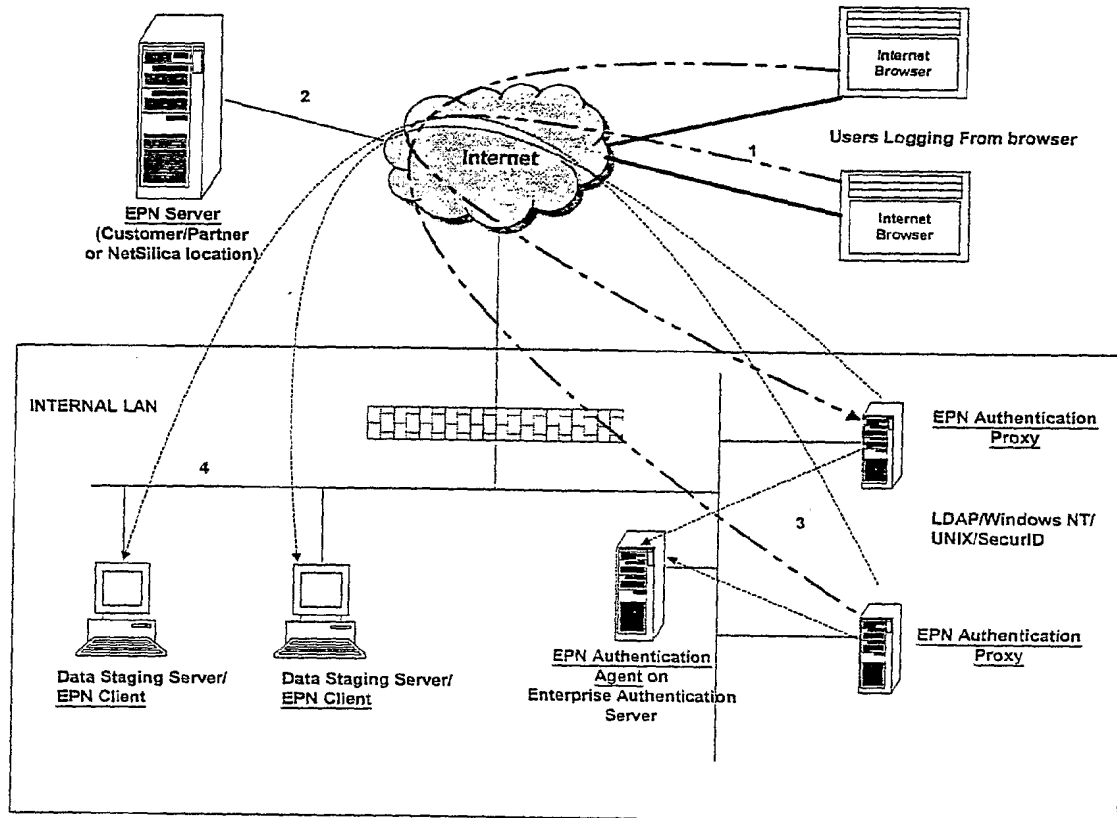 Internet
Browser
2
Users Logging From browser
Internet
1
Internet
Browser
EPN Server
(Customer/Partner
or NetSilica location)
INTERNAL LAN
EPN Authentication
Proxy
4
3
LDAP/Windows NT/
UNIX/SecurID
EPN Authentication
Proxy
Data Staging Server/
EPN Client
Data Staging Server/
EPN Client
EPN Authentication
Agent on
Enterprise Authentication
Server